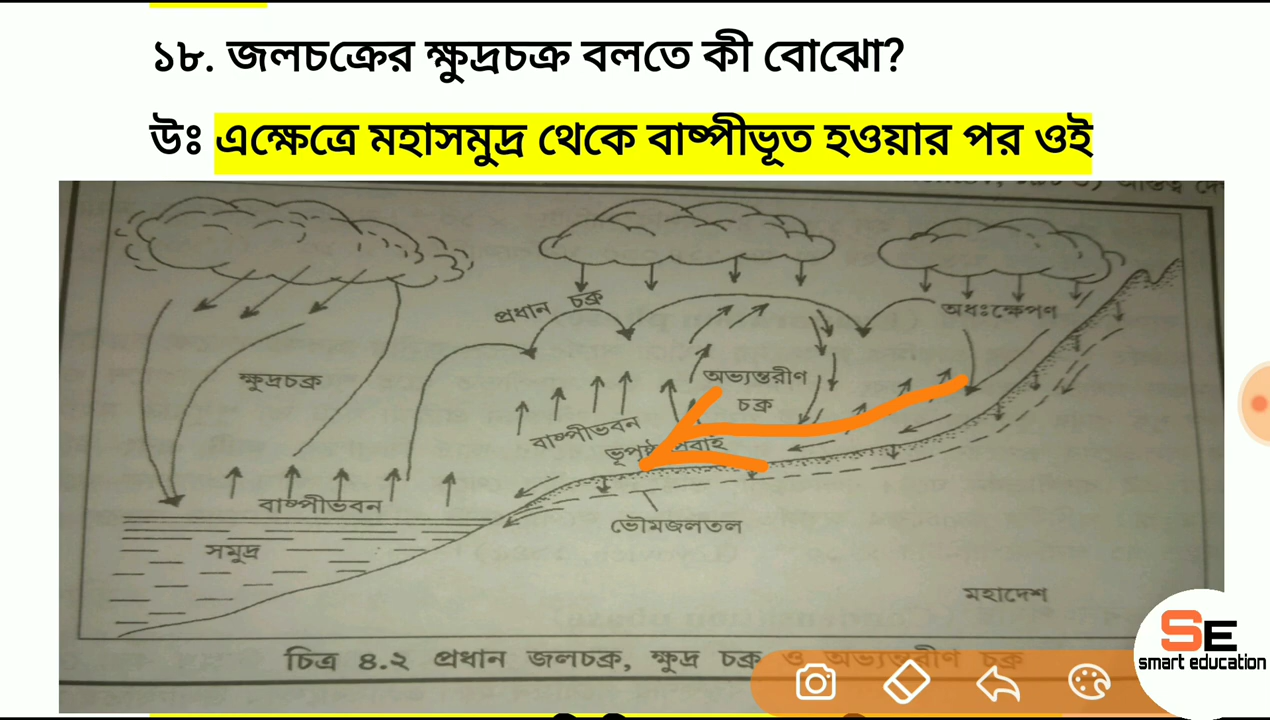 ১৮. জলচক্রের ক্ষুদ্রচক্র বলতে কী বোঝো?
উঃ এক্ষেত্রে মহাসমুদ্র থেকে বাষ্পীভূত হওয়ার পর ওই
প্রধান চক্র
অধঃক্ষেপণ
ক্ষুদ্রচক্র
অভ্যন্তরীণ
চক্র
বাষ্পীভবন
বাষ্পীভবন
ভৌমজলতল
সমুদ্র
মহাদেশ
চিত্র ৪.২ প্রধান জলচক্র, ক্ষুদ্র চক্র ও অভ্যন্তরীণ চক্র
SE
smart education